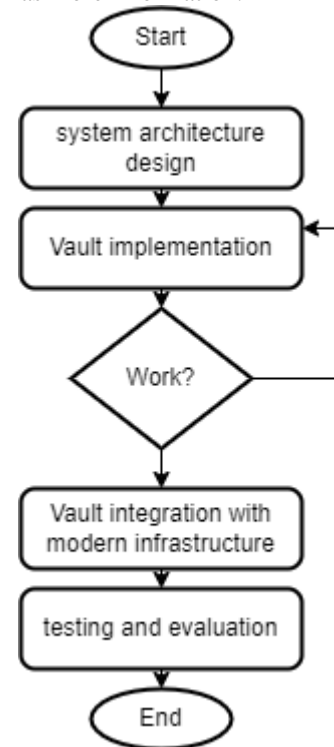 Start
system architecture
design
Vault implementation
Work?
Vault integration with
modern infrastructure
testing and evaluation
End